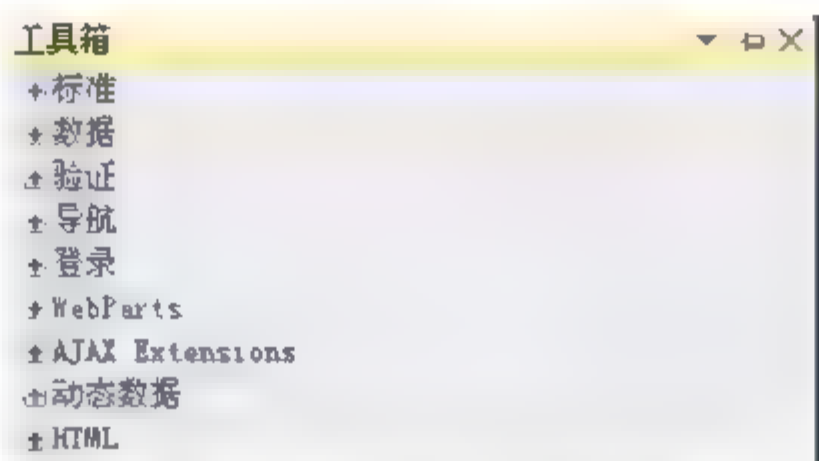 工具箱
标准
数据
验证
导航
登录
WebParts
AJAX Extensions
动态数据
HTML